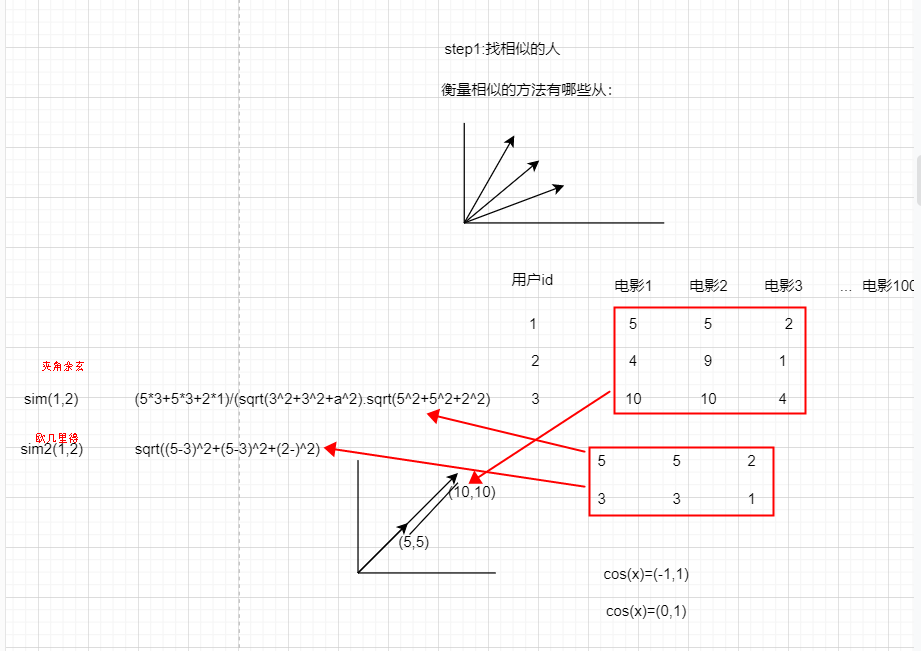 step1:找相似的人
衡量相似的方法有哪些从：
用户id 电影1 电影2 电影3 ... 电影100
1 5 5 2
2 4 9 1
夹角余玄
sim(1,2) (5*3+5*3+2*1)/(sqrt(3^2+3^2+a^2).sqrt(5^2+5^2+2^2) 3 10 10 4
欧几里得
sim2(1,2) sqrt((5-3)^2+(5-3)^2+(2-)^2)
5 5 2
(10,10) 3 3 1
(5,5)
cos(x)=(-1,1)
cos(x)=(0,1)